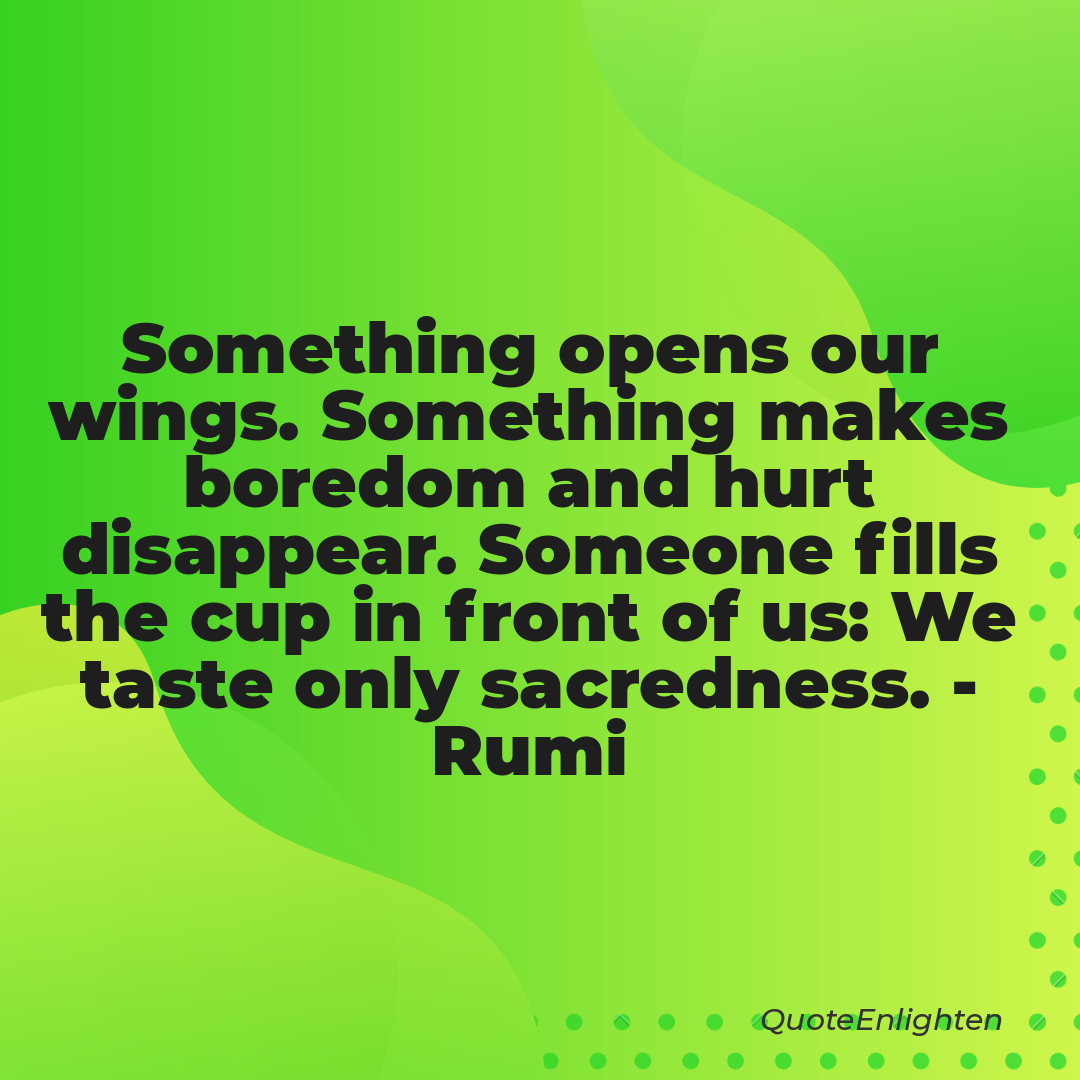 Something opens our
wings. Something makes
boredom and hurt
disappear. Someone fills
the cup in front of us: We
taste only sacredness. -
Rumi
QuoteEnlighten